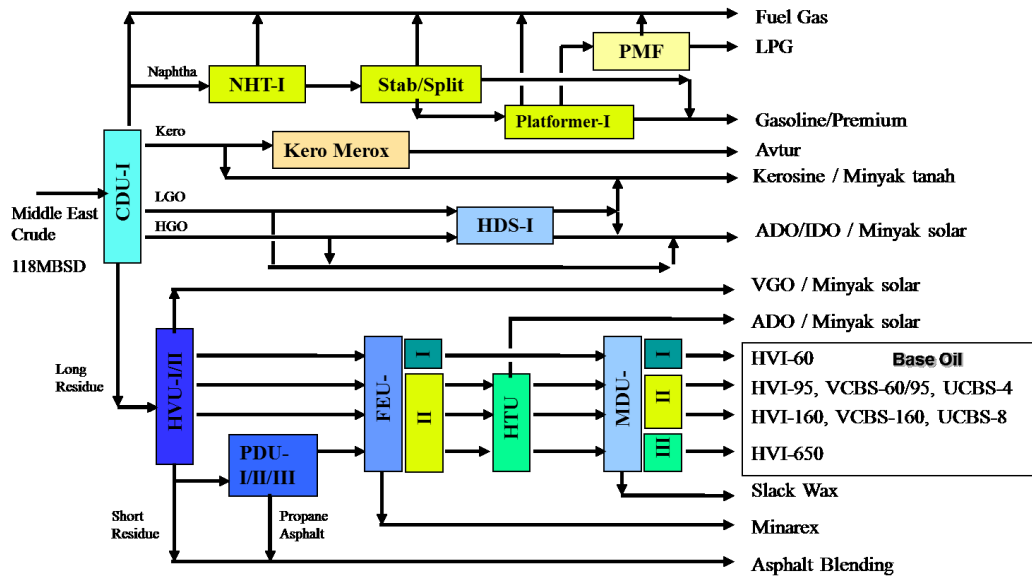 Fuel Gas
PMF
LPG
Naphtha
NHT-I
Stab/Split
Platformer-I
Gasoline/Premium
Kero
Kero Merox
Avtur
CDU-I
Kerosine / Minyak tanah
LGO
Middle East
Crude
HGO
HDS-I
ADO/IDO / Minyak solar
118MBSD
VGO / Minyak solar
ADO / Minyak solar
HVU-I/II
FEU-
I
II
HTU
MDU-
I
II
III
HVI-60
Base Oil
Long
Residue
HVI-95, VCBS-60/95, UCBS-4
HVI-160, VCBS-160, UCBS-8
PDU-
I/II/III
HVI-650
Slack Wax
Short
Residue
Propane
Asphalt
Minarex
Asphalt Blending